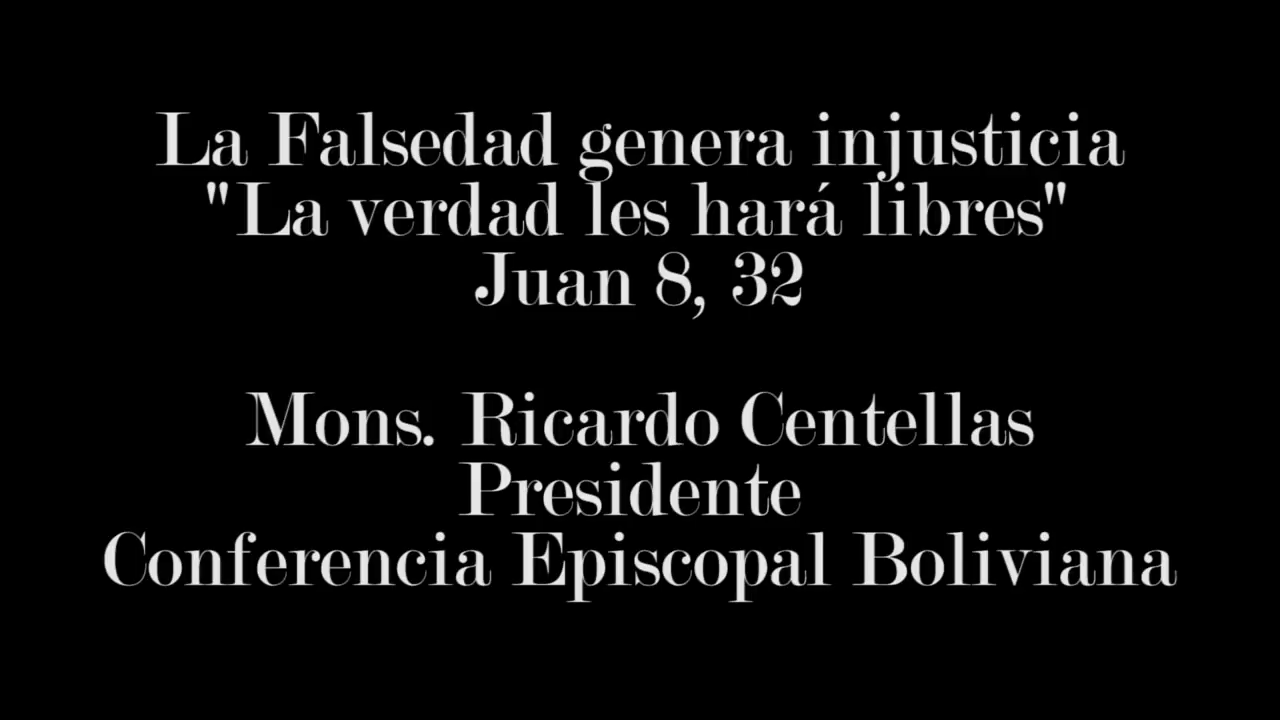 La Falsedad genera injusticia
"La verdad les hará libres"
Juan 8, 32
Mons. Ricardo Centellas
Presidente
Conferencia Episcopal Boliviana